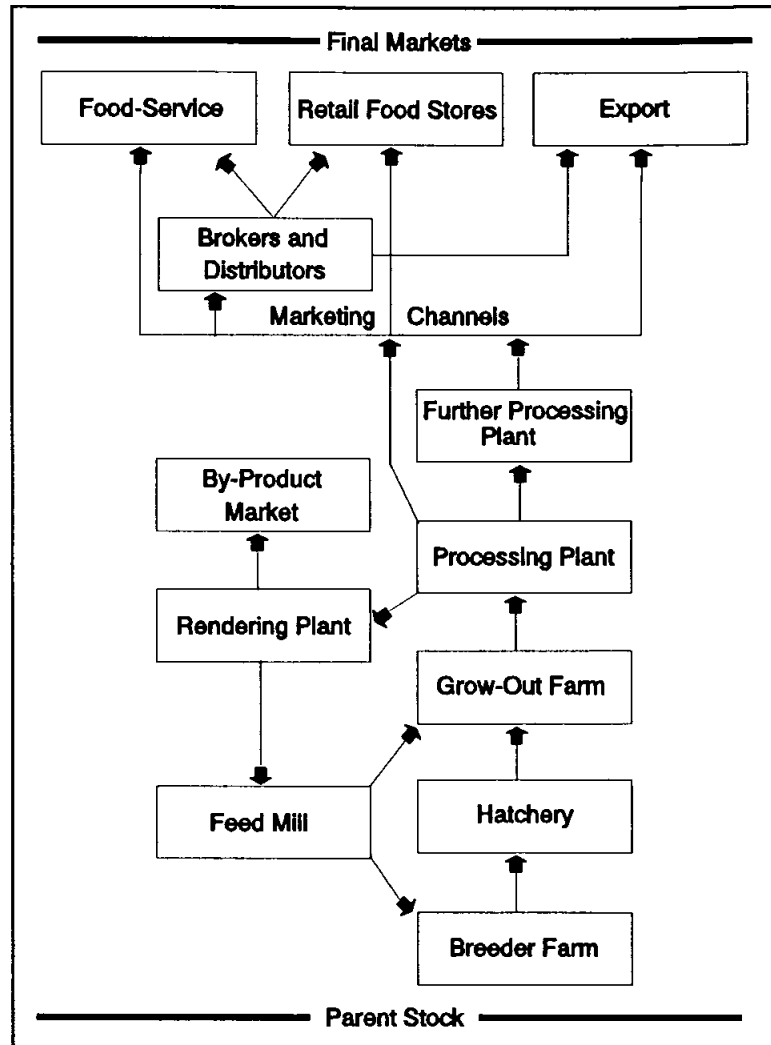 Final Markets
Food-Service
Retail Food Stores
Export
Brokers and
Distributors
Marketing Channels
Further Processing
Plant
By-Product
Market
Processing Plant
Rendering Plant
Grow-Out Farm
Feed Mill
Hatchery
Breeder Farm
Parent Stock